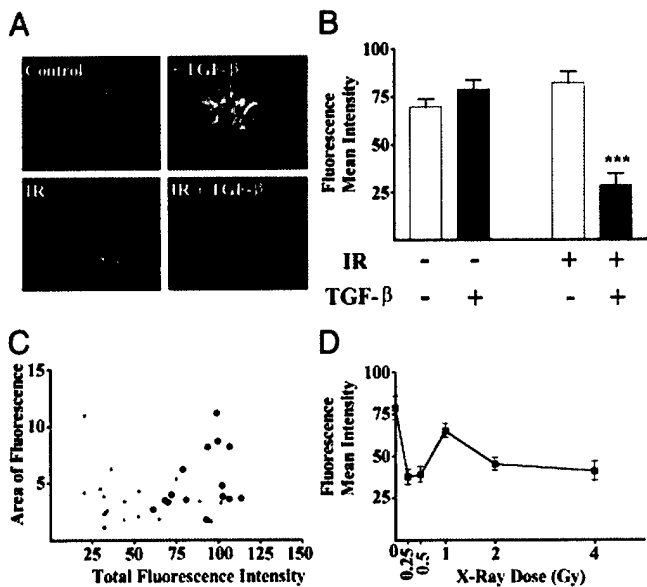 A
Control
+ TGF-β
IR
IR + TGF-β
B
Fluorescence
Mean Intensity
100
75
50
25
***
IR - - + +
TGF-β - + - +
C
Area of Fluorescence
15
10
5
25 50 75 100 125
Total Fluorescence Intensity
D
Fluorescence
Mean Intensity
100
75
50
25
0 0.25 0.5 1 2 4
X-Ray Dose (Gy)